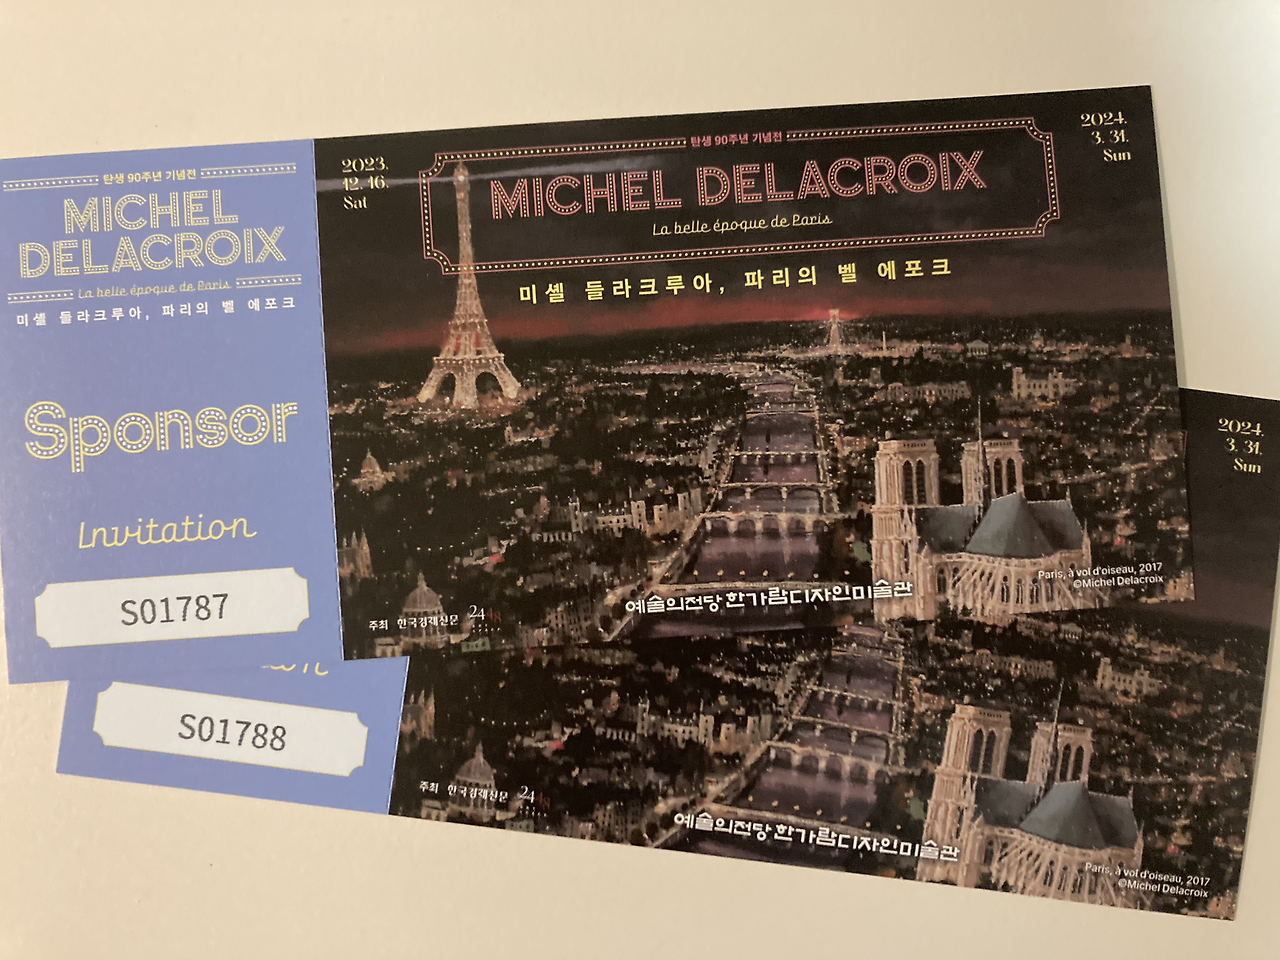 탄생 90주년 기념전
MICHEL
DELACROIX
La belle époque de Paris
미셸 들라크루아, 파리의 벨 에포크
Sponsor
Invitation
S01787
2023.
12. 16.
Sat
탄생 90주년 기념전
MICHEL DELACROIX
La belle époque de Paris
미셸 들라크루아, 파리의 벨 에포크
2024.
3. 31.
Sun
Paris, à vol d'oiseau, 2017
©Michel Delacroix
주최 한국경제신문 2448
예술의전당 한가람디자인미술관
S01788
2024.
3. 31.
Sun
주최 한국경제신문 2448
예술의전당 한가람디자인미술관
Paris, à vol d'oiseau, 2017
©Michel Delacroix